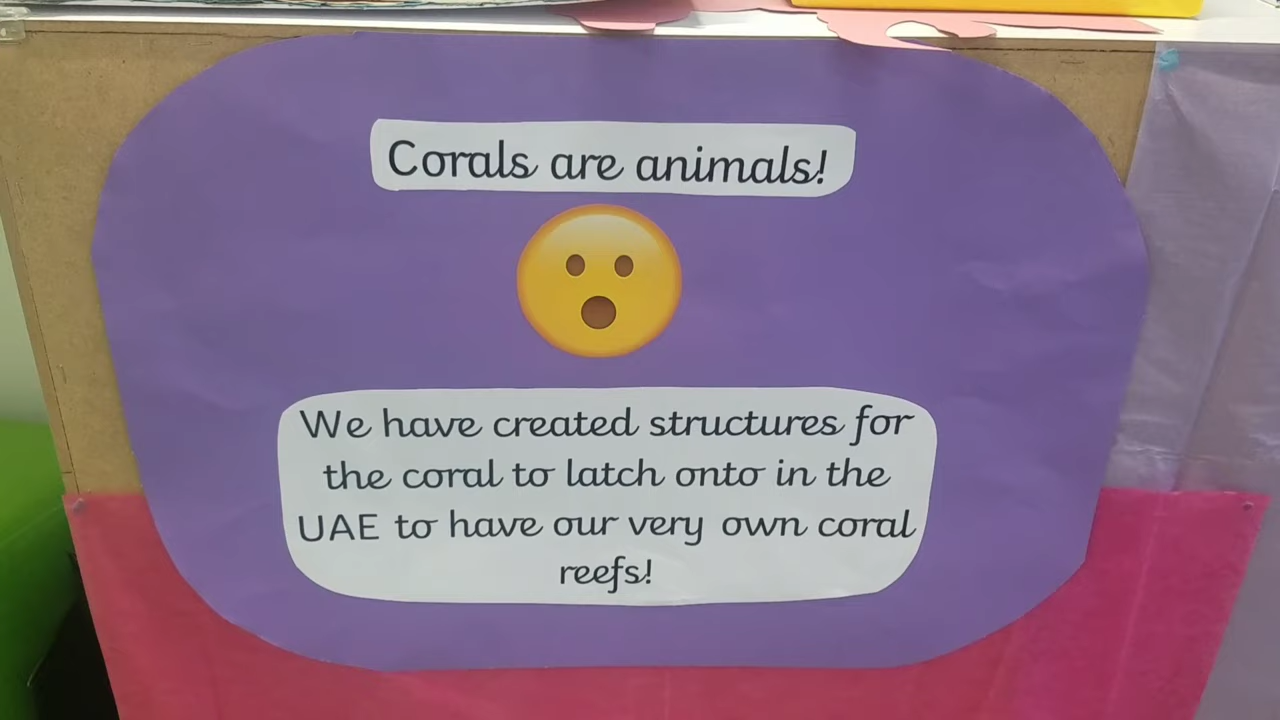 Corals are animals!
We have created structures for
the coral to latch onto in the
UAE to have our very own coral
reefs!